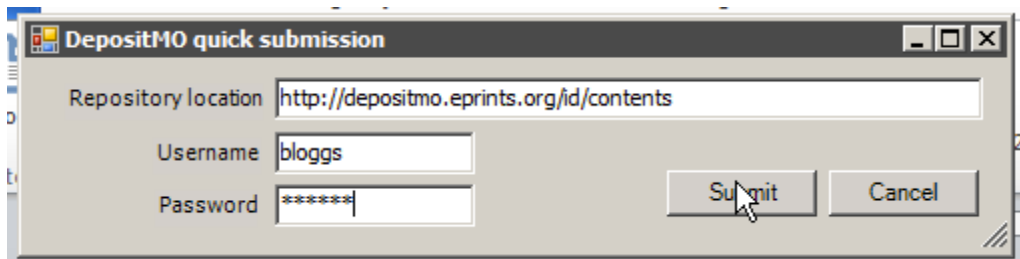 DepositMO quick submission
Repository location http://depositmo.eprints.org/id/contents
Username bloggs
Password ******
Submit Cancel